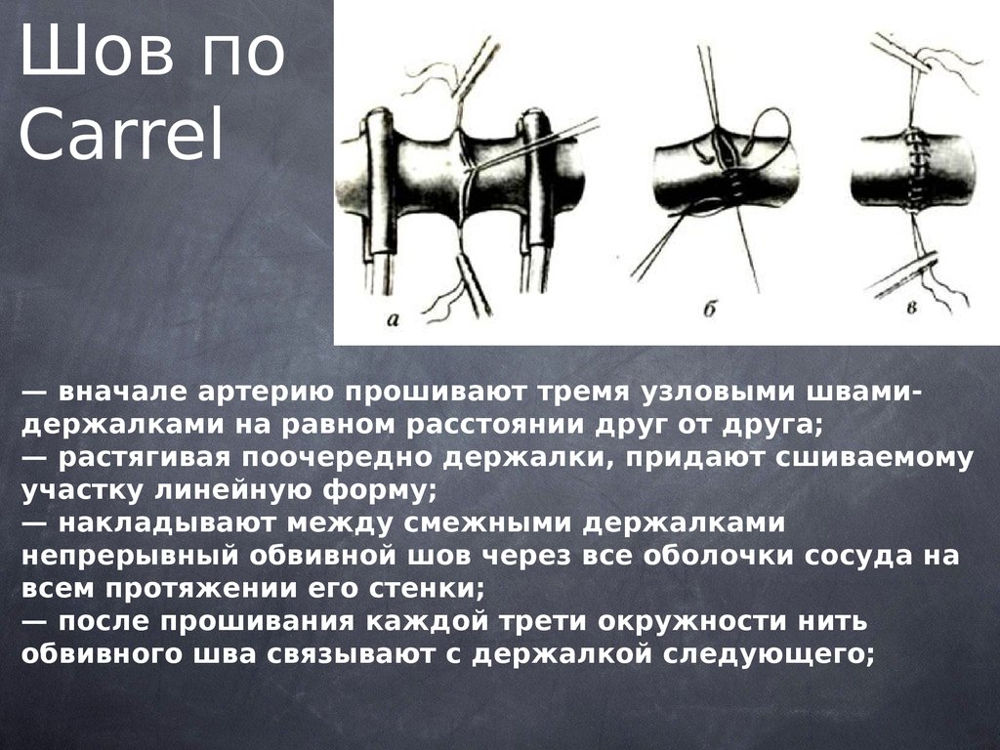 Шов по
Carrel
а
б
в
— вначале артерию прошивают тремя узловыми швами-
держалками на равном расстоянии друг от друга;
— растягивая поочередно держалки, придают сшиваемому
участку линейную форму;
— накладывают между смежными держалками
непрерывный обвивной шов через все оболочки сосуда на
всем протяжении его стенки;
— после прошивания каждой трети окружности нить
обвивного шва связывают с держалкой следующего;